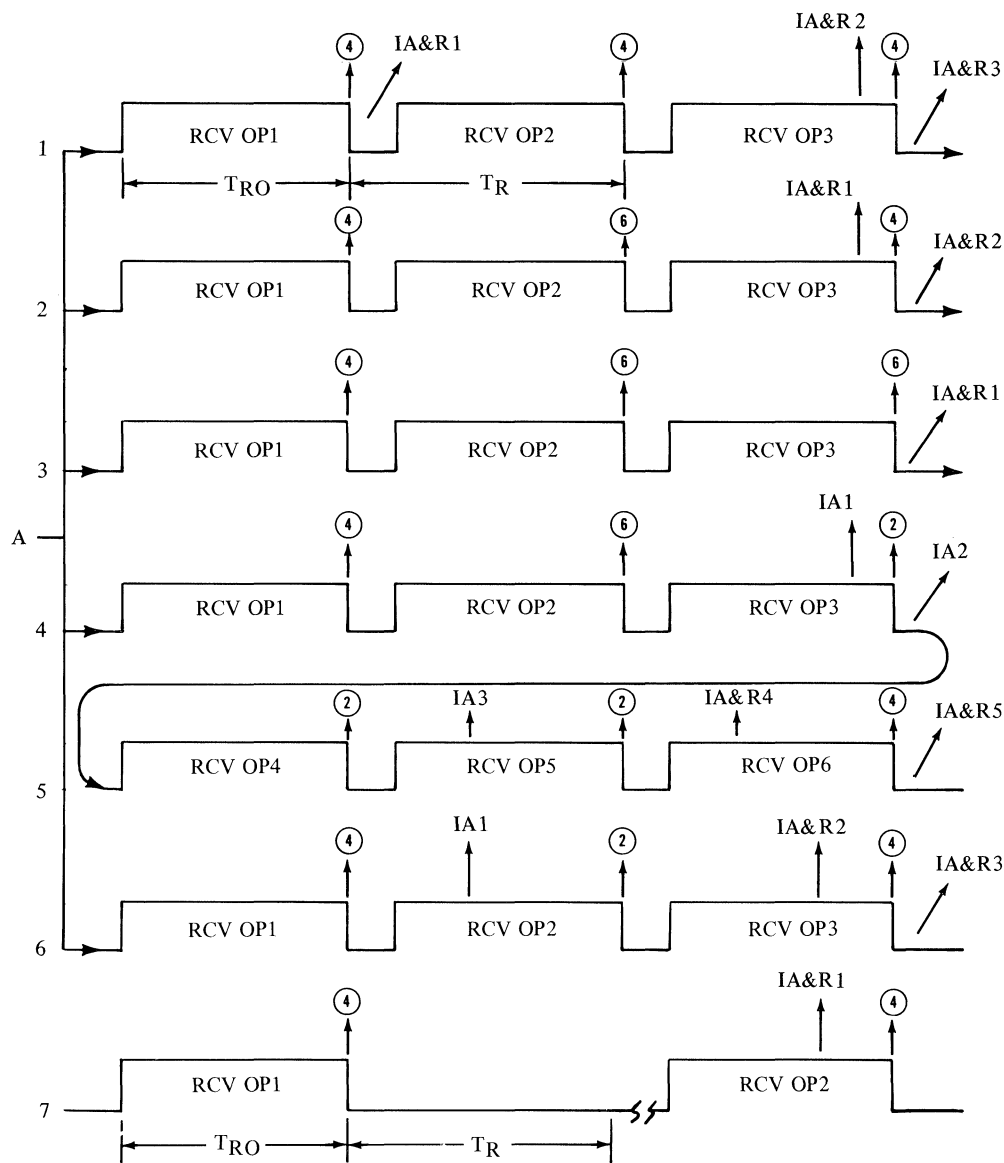 ④ IA&R1 ④ IA&R2 ④ IA&R3
1 RCV OP1 RCV OP2 RCV OP3
TRO TR
④ ⑥ IA&R1 ④ IA&R2
2 RCV OP1 RCV OP2 RCV OP3
④ ⑥ ⑥ IA&R1
3 RCV OP1 RCV OP2 RCV OP3
A
④ ⑥ IA1 ② IA2
4 RCV OP1 RCV OP2 RCV OP3
② IA3 ② IA&R4 ④ IA&R5
5 RCV OP4 RCV OP5 RCV OP6
④ IA1 ② IA&R2 ④ IA&R3
6 RCV OP1 RCV OP2 RCV OP3
④ IA&R1 ④
7 RCV OP1 RCV OP2
TRO TR